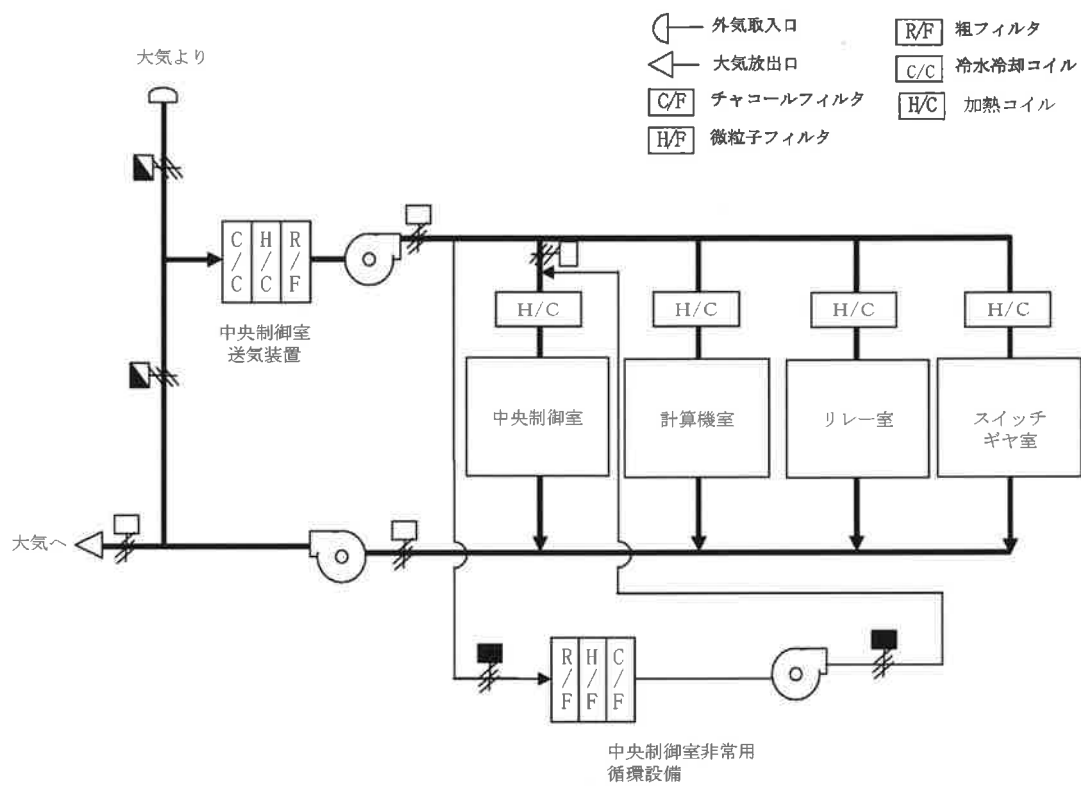 外気取入口
大気放出口
C/F チャコールフィルタ
H/F 微粒子フィルタ
R/F 粗フィルタ
C/C 冷水冷却コイル
H/C 加熱コイル
大気より
C/C H/C R/F
中央制御室
送気装置
H/C
H/C
H/C
H/C
中央制御室
計算機室
リレー室
スイッチ
ギヤ室
大気へ
R/F H/F C/F
中央制御室非常用
循環設備